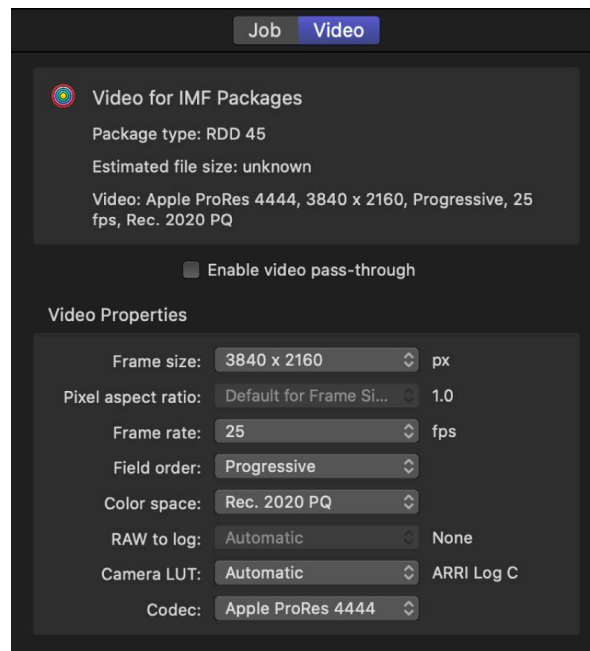 Job Video
Video for IMF Packages
Package type: RDD 45
Estimated file size: unknown
Video: Apple ProRes 4444, 3840 x 2160, Progressive, 25
fps, Rec. 2020 PQ
Enable video pass-through
Video Properties
Frame size: 3840 x 2160 px
Pixel aspect ratio: Default for Frame Si... 1.0
Frame rate: 25 fps
Field order: Progressive
Color space: Rec. 2020 PQ
RAW to log: Automatic None
Camera LUT: Automatic ARRI Log C
Codec: Apple ProRes 4444